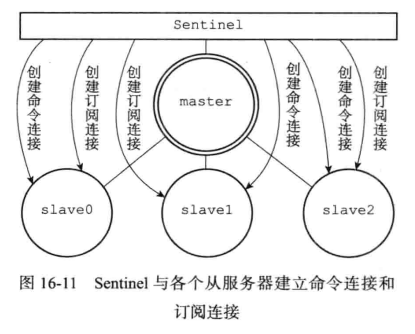 Sentinel
创建命令连接
创建订阅连接
创建订阅连接
创建命令连接
创建命令连接
创建订阅连接
master
slave0
slave1
slave2
图 16-11 Sentinel 与各个从服务器建立命令连接和
订阅连接